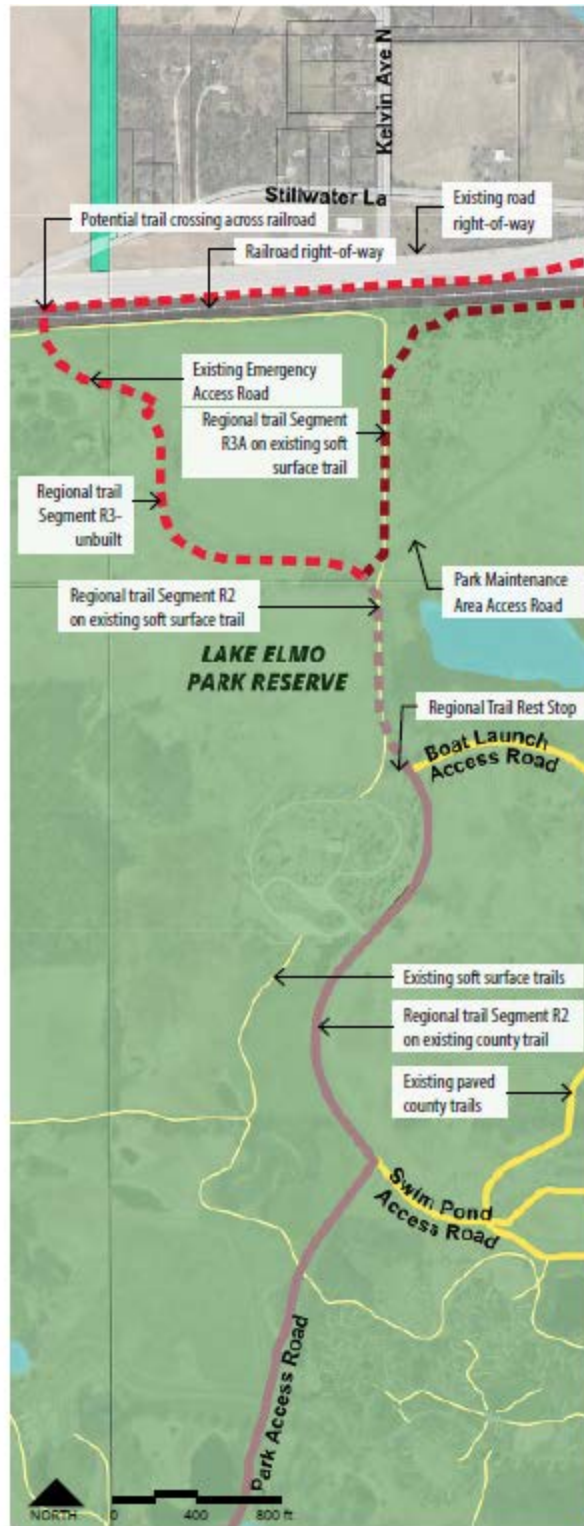 Kelvin Ave N
Stillwater La
Existing road
right-of-way
Potential trail crossing across railroad
Railroad right-of-way
Existing Emergency
Access Road
Regional trail Segment
R3A on existing soft
surface trail
Regional trail
Segment R3-
unbuilt
Park Maintenance
Area Access Road
Regional trail Segment R2
on existing soft surface trail
LAKE ELMO
PARK RESERVE
Regional Trail Rest Stop
Boat Launch
Access Road
Existing soft surface trails
Regional trail Segment R2
on existing county trail
Existing paved
county trails
Swim Pond
Access Road
Park Access Road
NORTH
0 400 800 ft